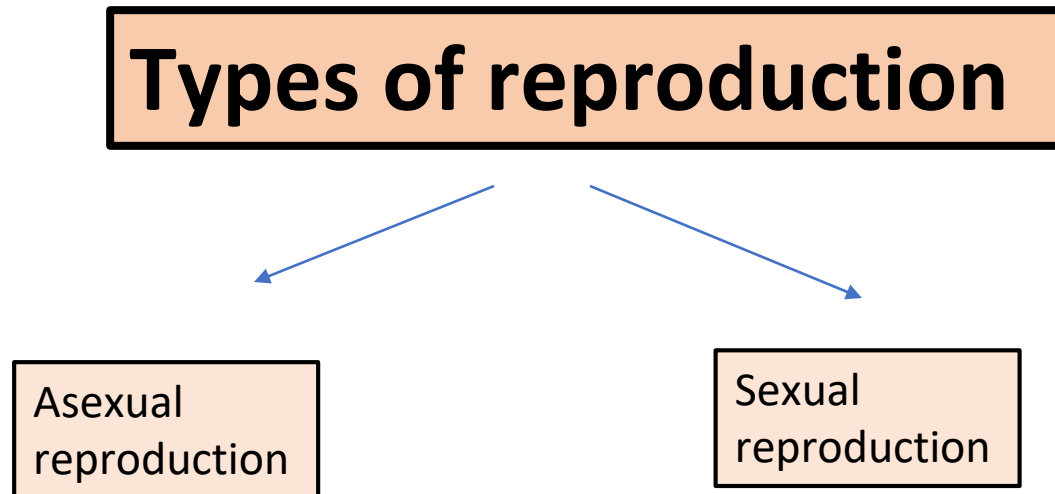 Types of reproduction
Asexual
reproduction
Sexual
reproduction